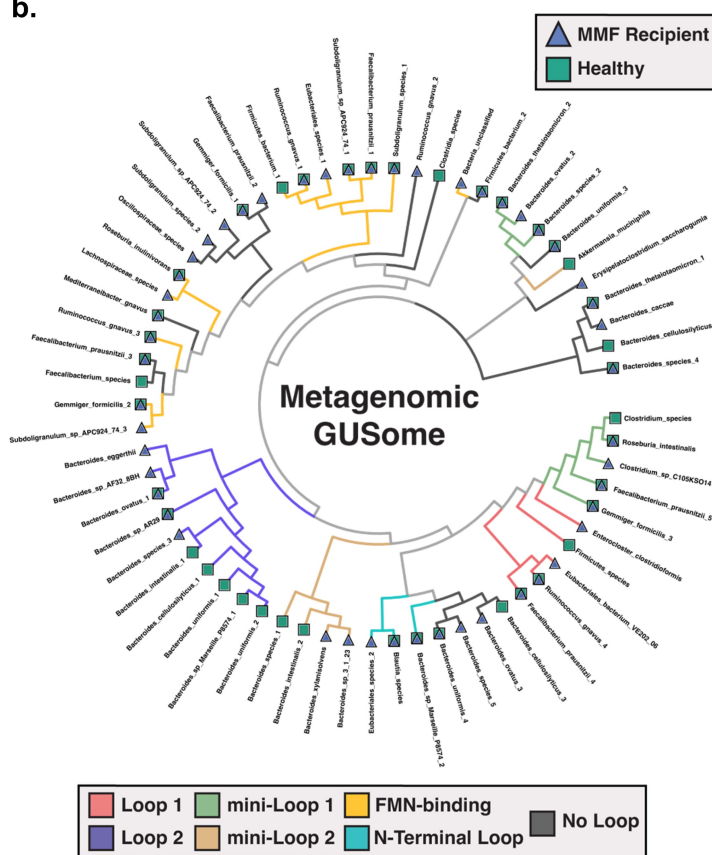 b.
MMF Recipient
Healthy
Subdoligranulum_sp_APC924_74_1
Faecalibacterium_prausnitzii_1
Subdoligranulum_species_1
Ruminococcus_gnavus_2
Clostridia_species
Bacteria_unclassified
Firmicutes_bacterium_2
Bacteroides_thetaiotaomicron_2
Bacteroides_ovatus_2
Bacteroides_species_2
Bacteroides_uniformis_3
Akkermansia_muciniphila
Erysipelatoclostridium_saccharogumia
Bacteroides_thetaiotaomicron_1
Bacteroides_caccae
Bacteroides_cellulosilyticus
Bacteroides_species_4
Clostridium_species
Roseburia_intestinalis
Clostridium_sp_C105KSO14
Faecalibacterium_prausnitzii_5
Gemmiger_formicilis_3
Enterocloster_clostridioformis
Firmicutes_species
Eubacteriales_bacterium_VE202_06
Ruminococcus_gnavus_4
Faecalibacterium_prausnitzii_4
Bacteroides_cellulosilyticus_3
Bacteroides_ovatus_3
Bacteroides_species_5
Bacteroides_uniformis_4
Bacteroides_sp_Marseille_P8574_2
Blautia_species
Eubacteriales_species_2
Bacteroides_sp_3_1_23
Bacteroides_xylanisolvens
Bacteroides_intestinalis_2
Bacteroides_species_1
Bacteroides_uniformis_2
Bacteroides_sp_Marseille_P8574_1
Bacteroides_uniformis_1
Bacteroides_cellulosilyticus_1
Bacteroides_intestinalis_1
Bacteroides_species_3
Bacteroides_sp_AR29
Bacteroides_ovatus_1
Bacteroides_sp_AF32_8BH
Bacteroides_eggerthii
Subdoligranulum_sp_APC924_74_3
Gemmiger_formicilis_2
Faecalibacterium_species
Faecalibacterium_prausnitzii_3
Ruminococcus_gnavus_3
Mediterraneibacter_gnavus
Lachnospiraceae_species
Roseburia_inulinivorans
Oscillospiraceae_species
Subdoligranulum_species_2
Subdoligranulum_sp_APC924_74_2
Gemmiger_formicilis_1
Faecalibacterium_prausnitzii_2
Firmicutes_bacterium_1
Ruminococcus_gnavus_1
Eubacteriales_species_1
Metagenomic
GUSome
Loop 1
mini-Loop 1
FMN-binding
Loop 2
mini-Loop 2
N-Terminal Loop
No Loop